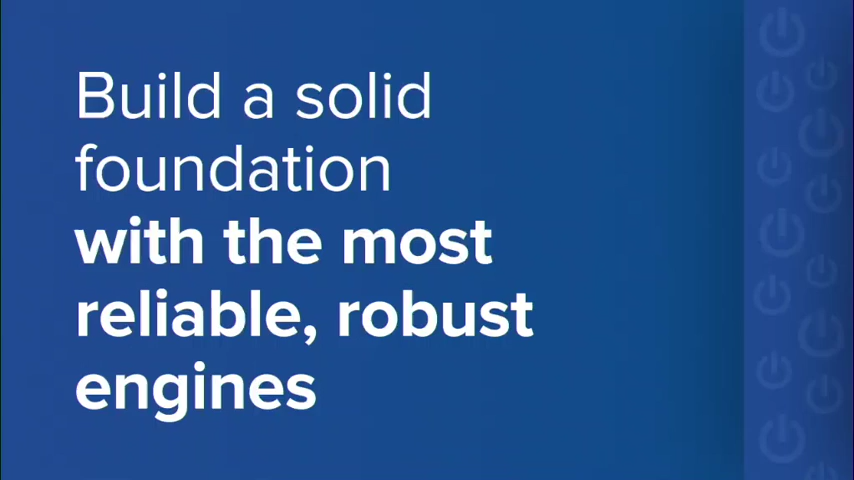 Build a solid
foundation
with the most
reliable, robust
engines